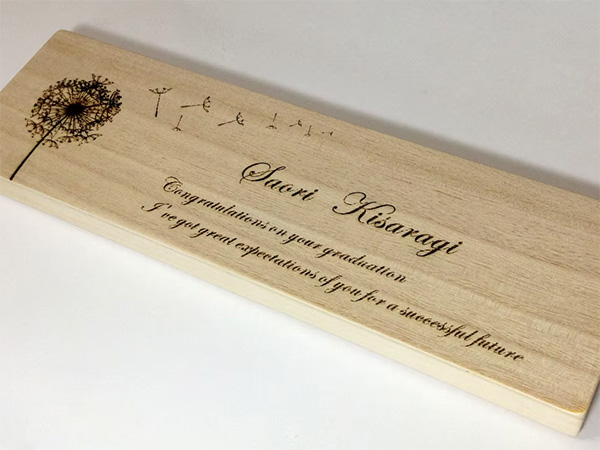 Saori Kisaragi
Congratulations on your graduation
I've got great expectations of you for a successful future